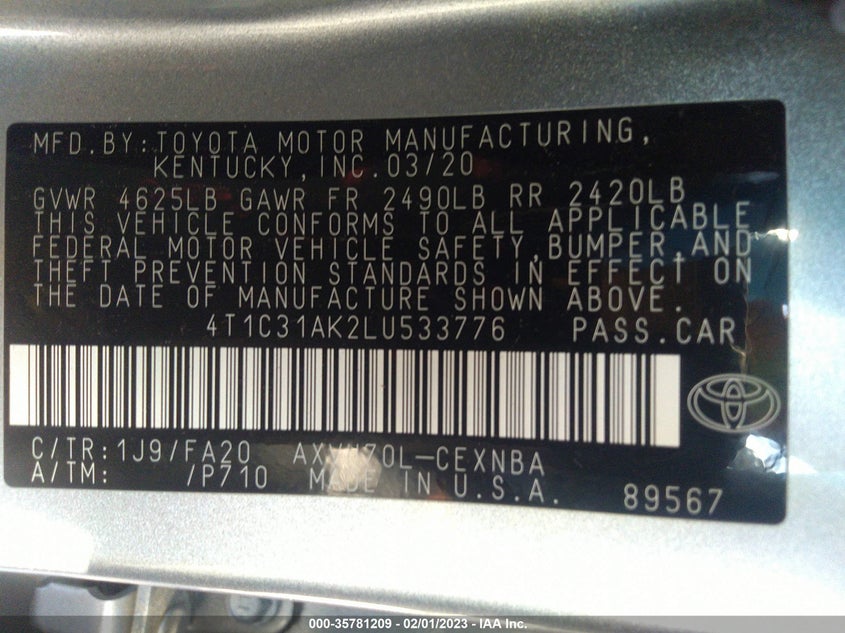 MFD.BY:TOYOTA MOTOR MANUFACTURING,
KENTUCKY,INC.03/20
GVWR 4625LB GAWR FR 2490LB RR 2420LB
THIS VEHICLE CONFORMS TO ALL APPLICABLE
FEDERAL MOTOR VEHICLE SAFETY,BUMPER,AND
THEFT PREVENTION STANDARDS IN EFFECT ON
THE DATE OF MANUFACTURE SHOWN ABOVE.
4T1C31AK2LU533776 PASS.CAR
C/TR:1J9/FA20 AXVH70L-CEXNBA
A/TM: /P710 MADE IN U.S.A. 89567
000-35781209 - 02/01/2023 - IAA Inc.